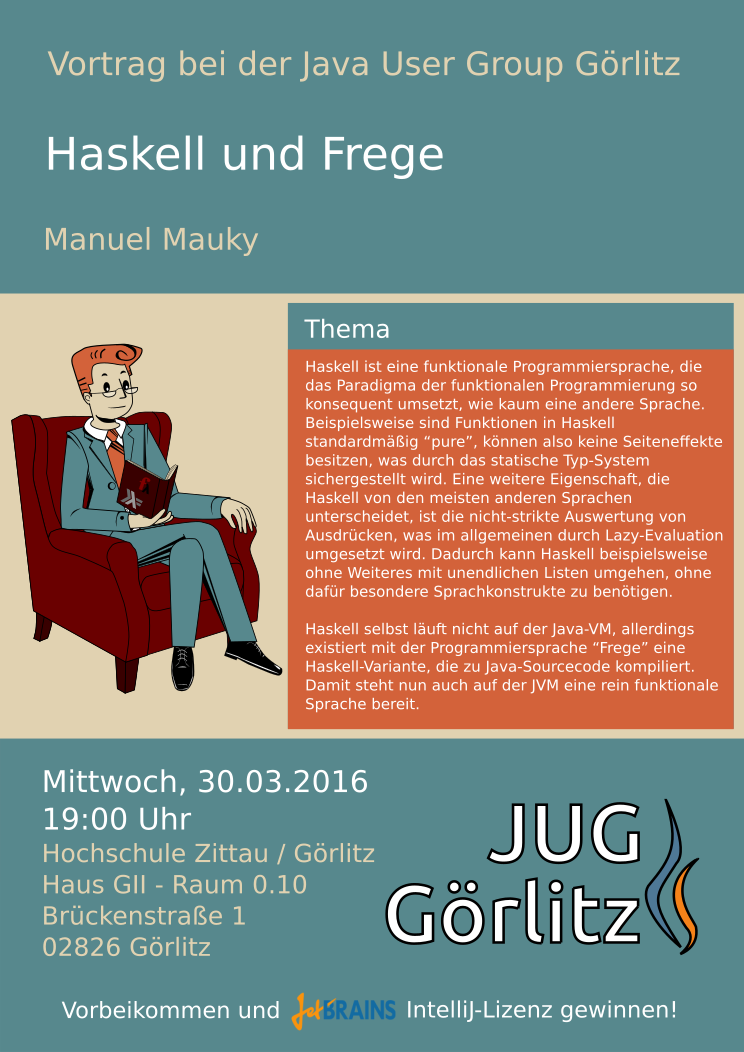 Vortrag bei der Java User Group Görlitz
Haskell und Frege
Manuel Mauky
Thema
Haskell ist eine funktionale Programmiersprache, die
das Paradigma der funktionalen Programmierung so
konsequent umsetzt, wie kaum eine andere Sprache.
Beispielsweise sind Funktionen in Haskell
standardmäßig “pure”, können also keine Seiteneffekte
besitzen, was durch das statische Typ-System
sichergestellt wird. Eine weitere Eigenschaft, die
Haskell von den meisten anderen Sprachen
unterscheidet, ist die nicht-strikte Auswertung von
Ausdrücken, was im allgemeinen durch Lazy-Evaluation
umgesetzt wird. Dadurch kann Haskell beispielsweise
ohne Weiteres mit unendlichen Listen umgehen, ohne
dafür besondere Sprachkonstrukte zu benötigen.
Haskell selbst läuft nicht auf der Java-VM, allerdings
existiert mit der Programmiersprache “Frege” eine
Haskell-Variante, die zu Java-Sourcecode kompiliert.
Damit steht nun auch auf der JVM eine rein funktionale
Sprache bereit.
Mittwoch, 30.03.2016
19:00 Uhr
Hochschule Zittau / Görlitz
Haus GII - Raum 0.10
Brückenstraße 1
02826 Görlitz
JUG
Görlitz
Vorbeikommen und JetBRAINS IntelliJ-Lizenz gewinnen!